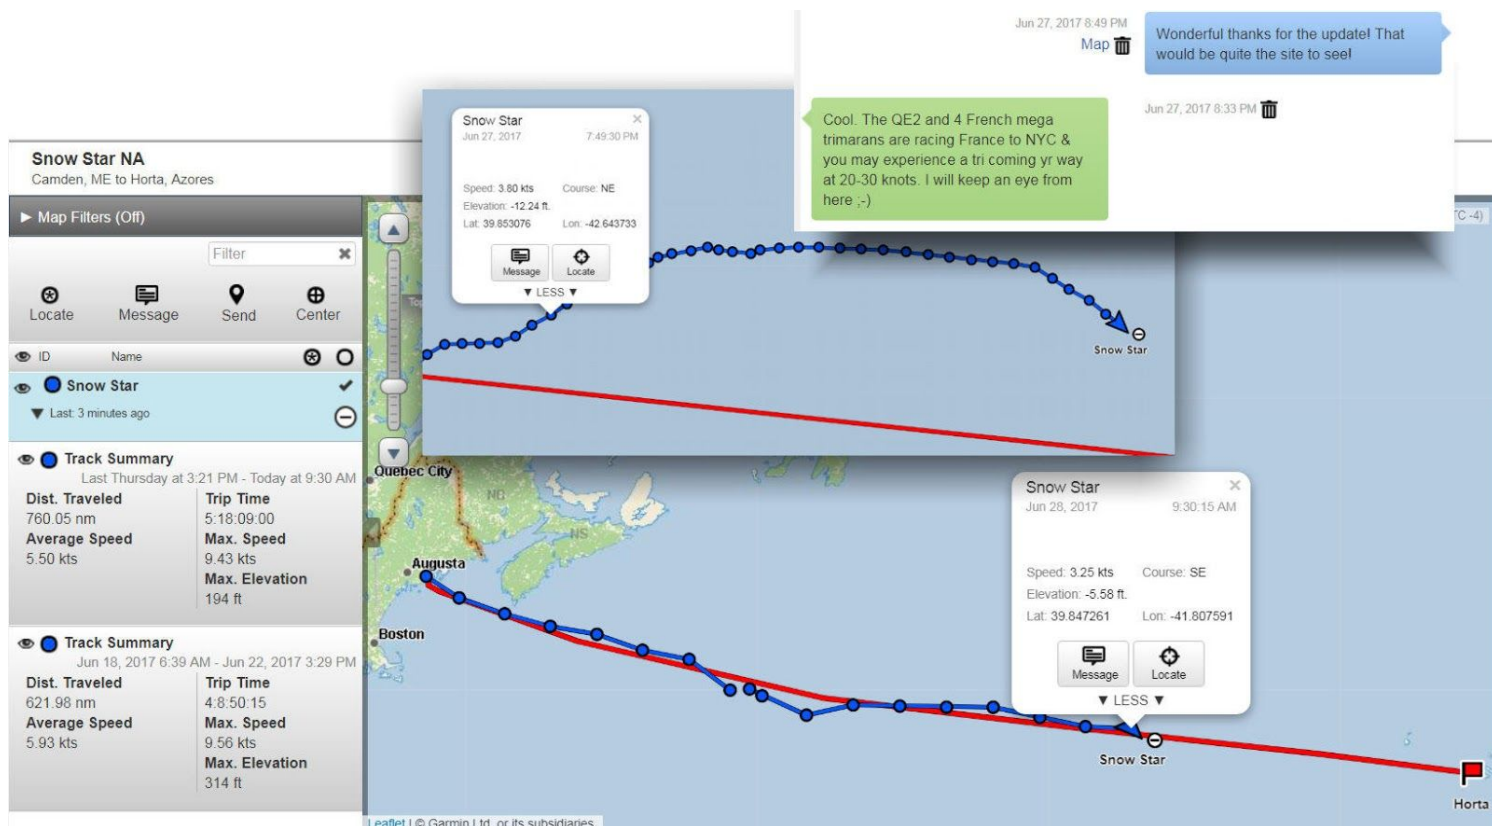 Jun 27, 2017 8:49 PM
Map
Wonderful thanks for the update! That
would be quite the site to see!
Jun 27, 2017 8:33 PM
Cool. The QE2 and 4 French mega
trimarans are racing France to NYC &
you may experience a tri coming yr way
at 20-30 knots. I will keep an eye from
here ;-)
Snow Star NA
Camden, ME to Horta, Azores
Map Filters (Off)
Filter
Locate Message Send Center
ID Name
Snow Star
Last: 3 minutes ago
Track Summary
Last Thursday at 3:21 PM - Today at 9:30 AM
Dist. Traveled Trip Time
760.05 nm 5:18:09:00
Average Speed Max. Speed
5.50 kts 9.43 kts
Max. Elevation
194 ft
Track Summary
Jun 18, 2017 6:39 AM - Jun 22, 2017 3:29 PM
Dist. Traveled Trip Time
621.98 nm 4:8:50:15
Average Speed Max. Speed
5.93 kts 9.56 kts
Max. Elevation
314 ft
Snow Star
Jun 27, 2017 7:49:30 PM
Speed: 3.80 kts Course: NE
Elevation: -12.24 ft.
Lat: 39.853076 Lon: -42.643733
Message Locate
▼ LESS ▼
Snow Star
C -4)
Quebec City
NB
NS
Augusta
Boston
Snow Star
Jun 28, 2017 9:30:15 AM
Speed: 3.25 kts Course: SE
Elevation: -5.58 ft.
Lat: 39.847261 Lon: -41.807591
Message Locate
▼ LESS ▼
Snow Star
Horta
Leaflet | © Garmin Ltd. or its subsidiaries